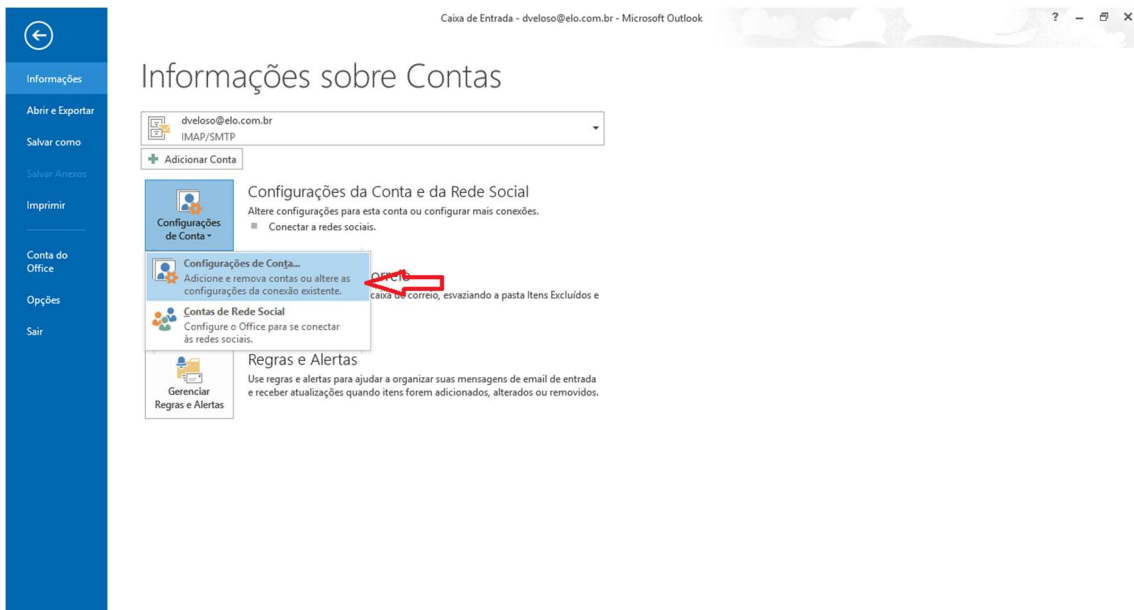 Caixa de Entrada - dveloso@elo.com.br - Microsoft Outlook
?
Informações
Abrir e Exportar
Salvar como
Salvar Anexos
Imprimir
Conta do
Office
Opções
Sair
Informações sobre Contas
dveloso@elo.com.br
IMAP/SMTP
Adicionar Conta
Configurações
de Conta
Configurações da Conta e da Rede Social
Altere configurações para esta conta ou configurar mais conexões.
Conectar a redes sociais.
Configurações de Conta...
Adicione e remova contas ou altere as
configurações da conexão existente.
Contas de Rede Social
Configure o Office para se conectar
às redes sociais.
orreio
caixa de correio, esvaziando a pasta Itens Excluídos e
Gerenciar
Regras e Alertas
Regras e Alertas
Use regras e alertas para ajudar a organizar suas mensagens de email de entrada
e receber atualizações quando itens forem adicionados, alterados ou removidos.